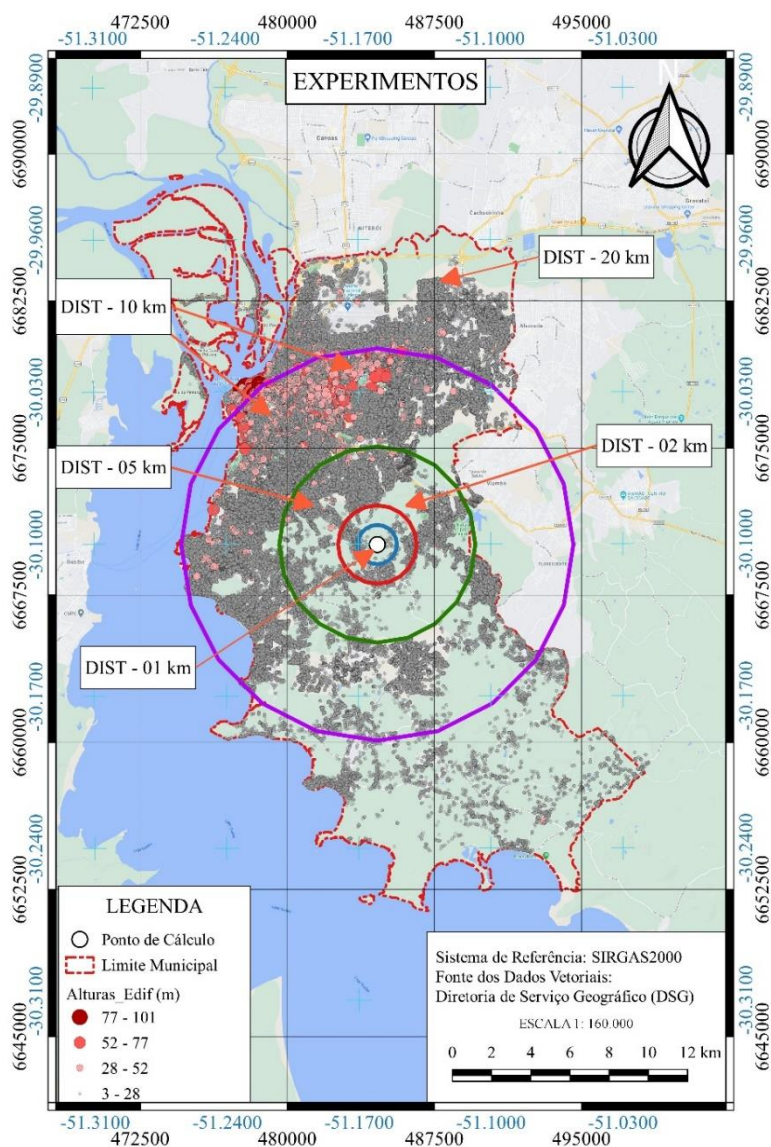 472500 480000 487500 495000
-51.3100 -51.2400 -51.1700 -51.1000 -51.0300
EXPERIMENTOS
N
-29.8900
6690000
-29.9600
6682500
-30.0300
6675000
-30.1000
6667500
-30.1700
6660000
-30.2400
6652500
-30.3100
6645000
Canoas
NITERÓI
Cachoeirinha
Gravataí
Alvorada
Viamão
DIST - 20 km
DIST - 10 km
DIST - 05 km
DIST - 02 km
DIST - 01 km
LEGENDA
Ponto de Cálculo
Limite Municipal
Alturas_Edif (m)
77 - 101
52 - 77
28 - 52
3 - 28
Sistema de Referência: SIRGAS2000
Fonte dos Dados Vetoriais:
Diretoria de Serviço Geográfico (DSG)
ESCALA 1: 160.000
0 2 4 6 8 10 12 km
-29.8900
6690000
-29.9600
6682500
-30.0300
6675000
-30.1000
6667500
-30.1700
6660000
-30.2400
6652500
-30.3100
6645000
-51.3100 -51.2400 -51.1700 -51.1000 -51.0300
472500 480000 487500 495000